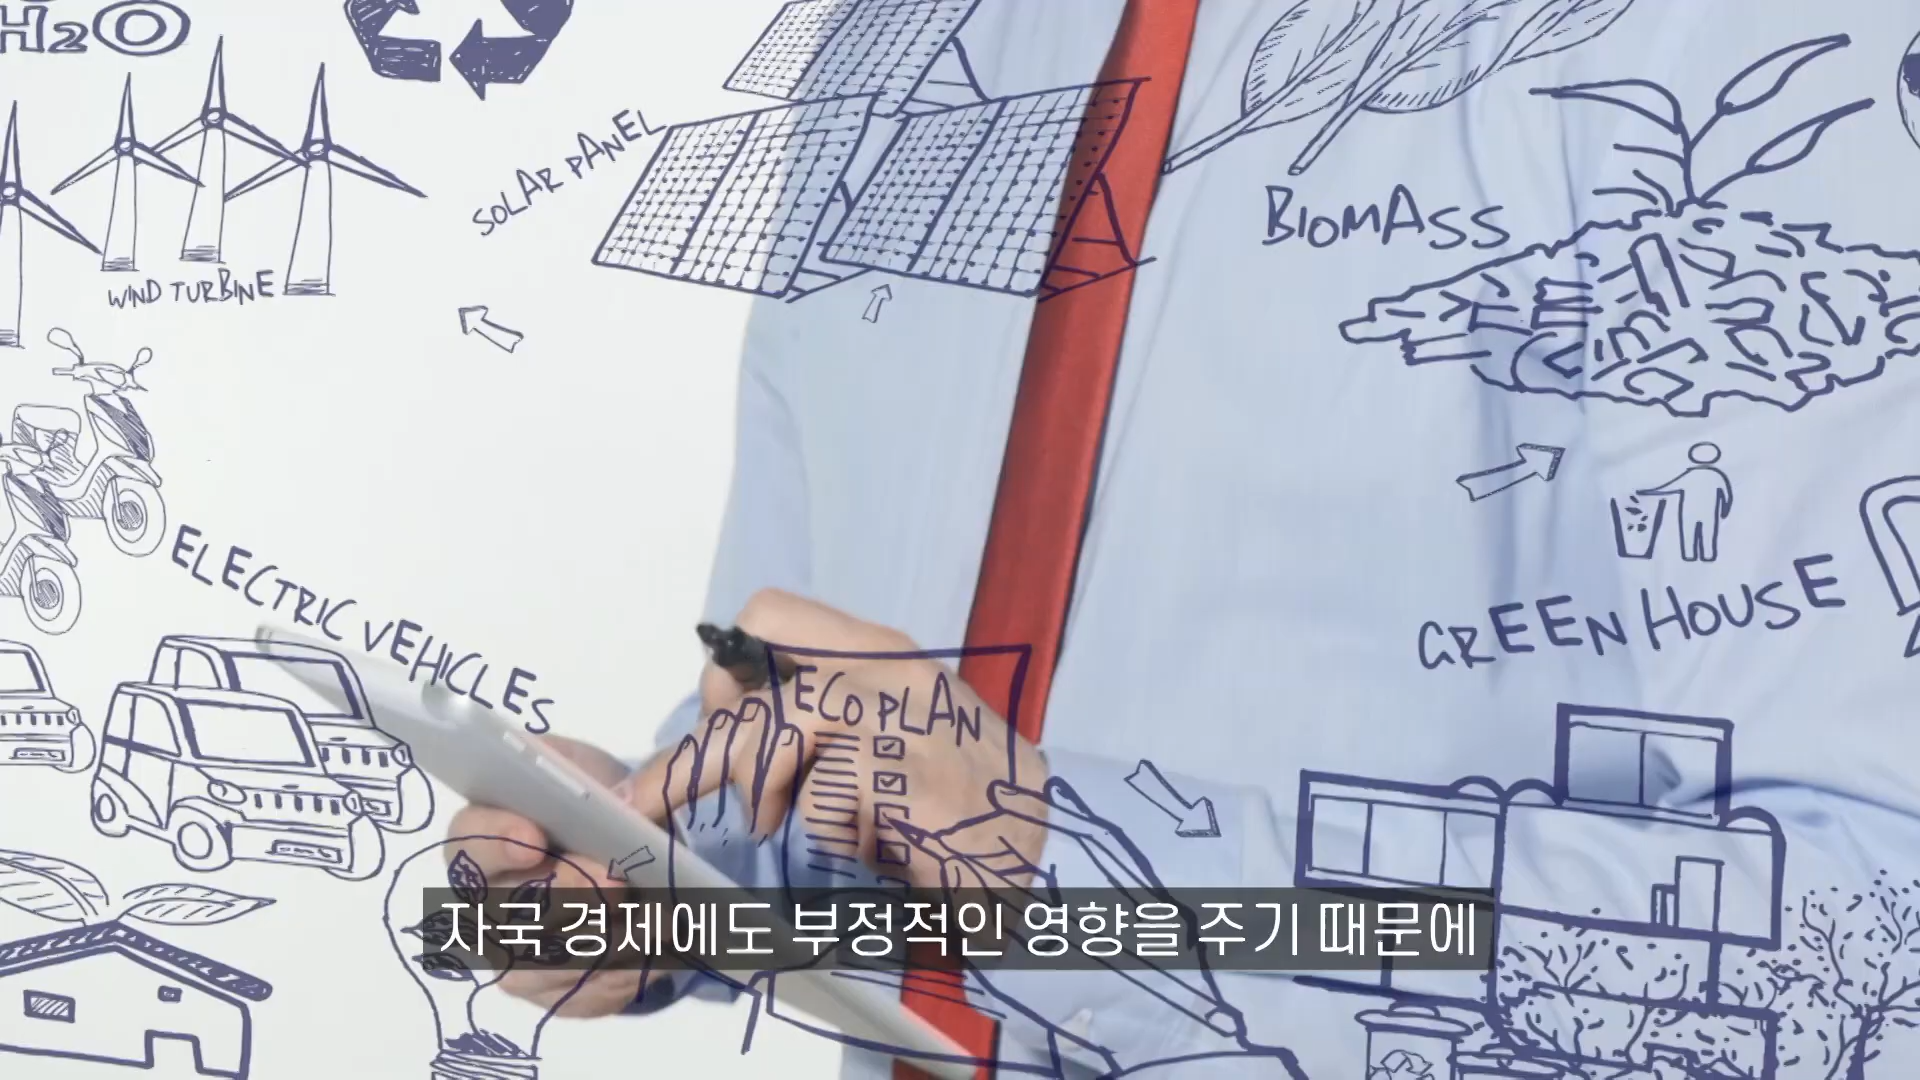 H2O
SOLAR PANEL
BIOMASS
WIND TURBINE
ELECTRIC VEHICLES
GREEN HOUSE
ECO PLAN
자국 경제에도 부정적인 영향을 주기 때문에